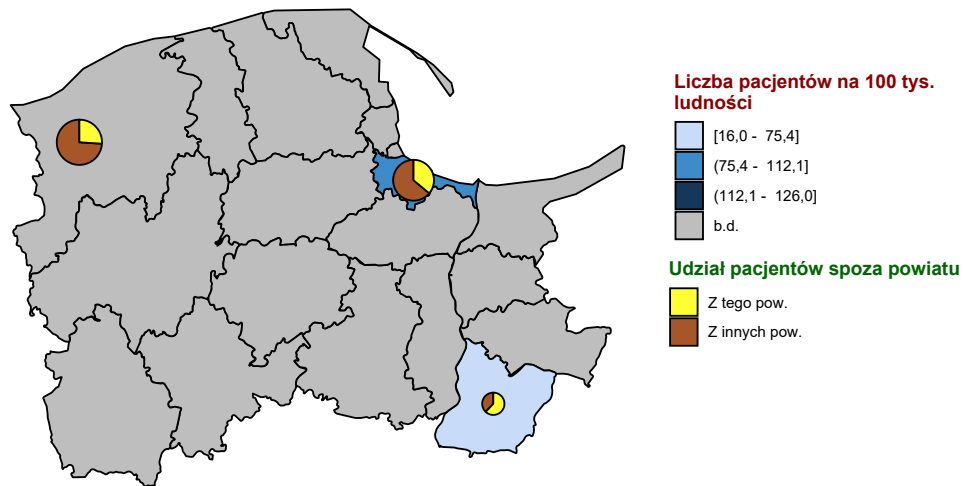 Liczba pacjentów na 100 tys.
ludności
[16,0 - 75,4]
(75,4 - 112,1]
(112,1 - 126,0]
b.d.
Udział pacjentów spoza powiatu
Z tego pow.
Z innych pow.